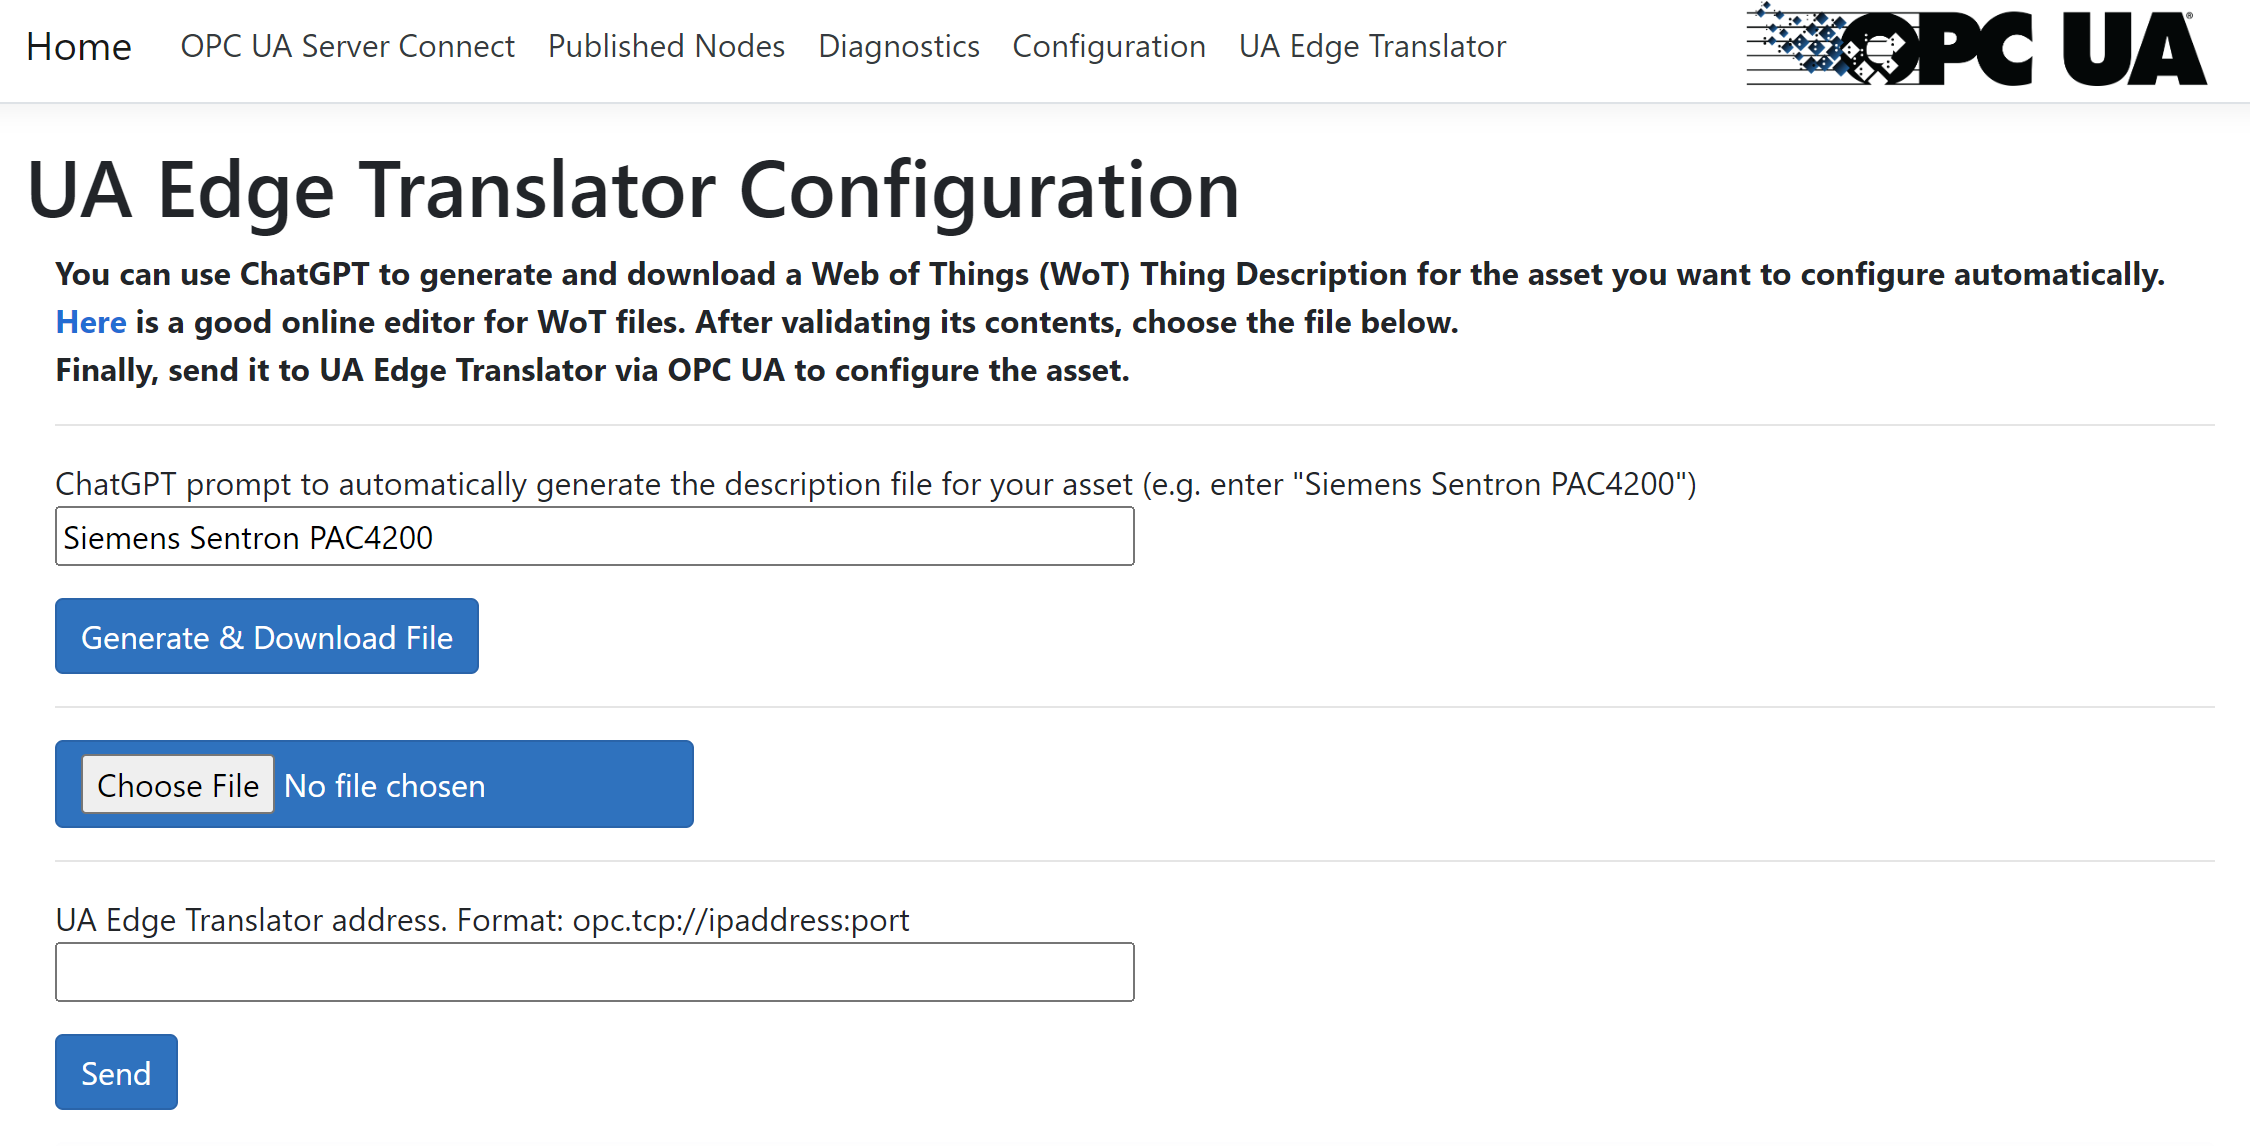 Home OPC UA Server Connect Published Nodes Diagnostics Configuration UA Edge Translator
OPC UA®
UA Edge Translator Configuration
You can use ChatGPT to generate and download a Web of Things (WoT) Thing Description for the asset you want to configure automatically.
Here is a good online editor for WoT files. After validating its contents, choose the file below.
Finally, send it to UA Edge Translator via OPC UA to configure the asset.
ChatGPT prompt to automatically generate the description file for your asset (e.g. enter "Siemens Sentron PAC4200")
Siemens Sentron PAC4200
Generate & Download File
Choose File No file chosen
UA Edge Translator address. Format: opc.tcp://ipaddress:port
Send